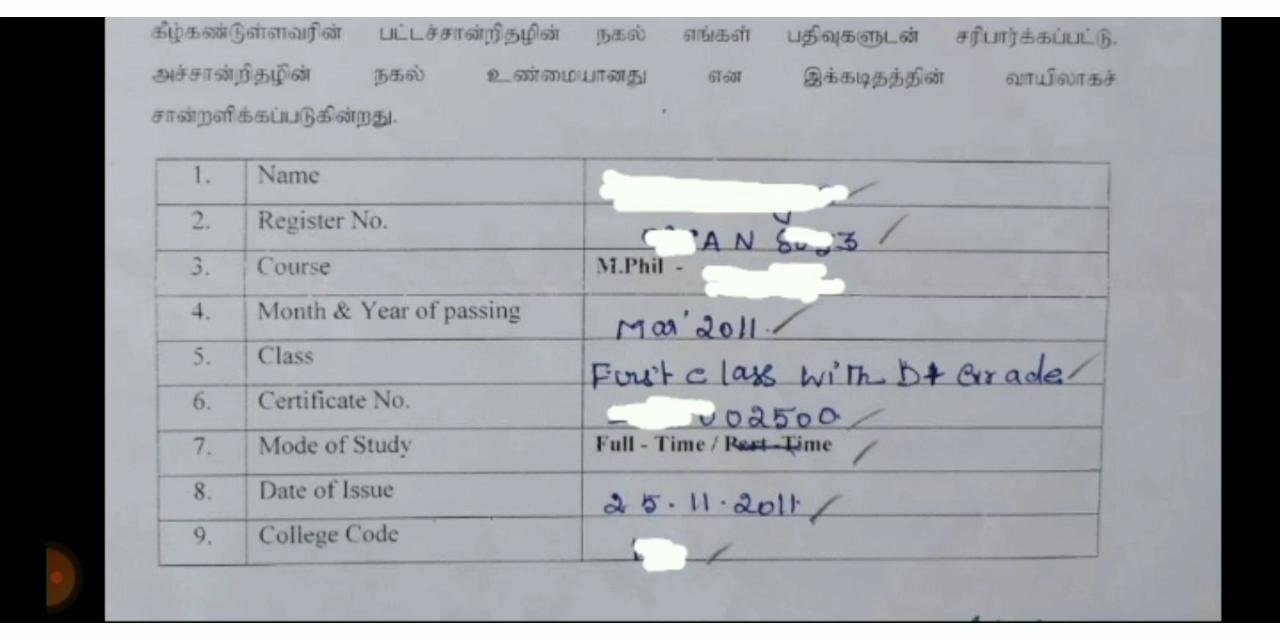 கீழ்கண்டுள்ளவரின் பட்டச்சான்றிதழின் நகல் எங்கள் பதிவுகளுடன் சரிபார்க்கப்பட்டு.
அச்சான்றிதழின் நகல் உண்மையானது என இக்கடிதத்தின் வாயிலாகச்
சான்றளிக்கப்படுகின்றது.
1. Name
2. Register No. AN
3. Course M.Phil -
4. Month & Year of passing Mar' 2011.
5. Class First class with D+ Grade
6. Certificate No. 02500
7. Mode of Study Full - Time / Part - Time
8. Date of Issue 25.11.2011
9. College Code